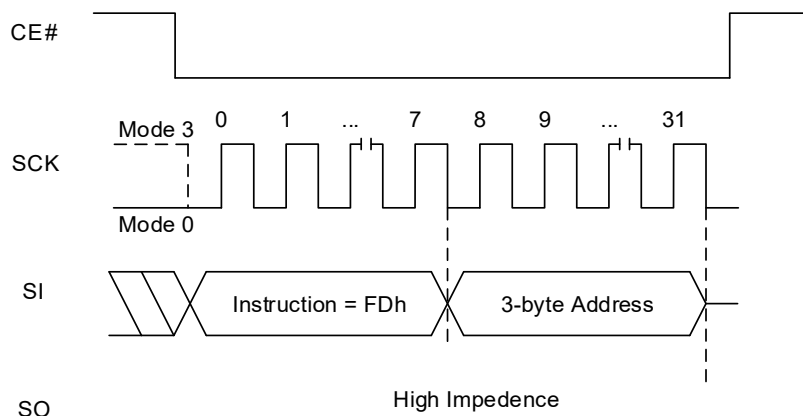 CE#
0 1 ... 7 8 9 ... 31
Mode 3
SCK
Mode 0
SI
Instruction = FDh
3-byte Address
High Impedence
SO